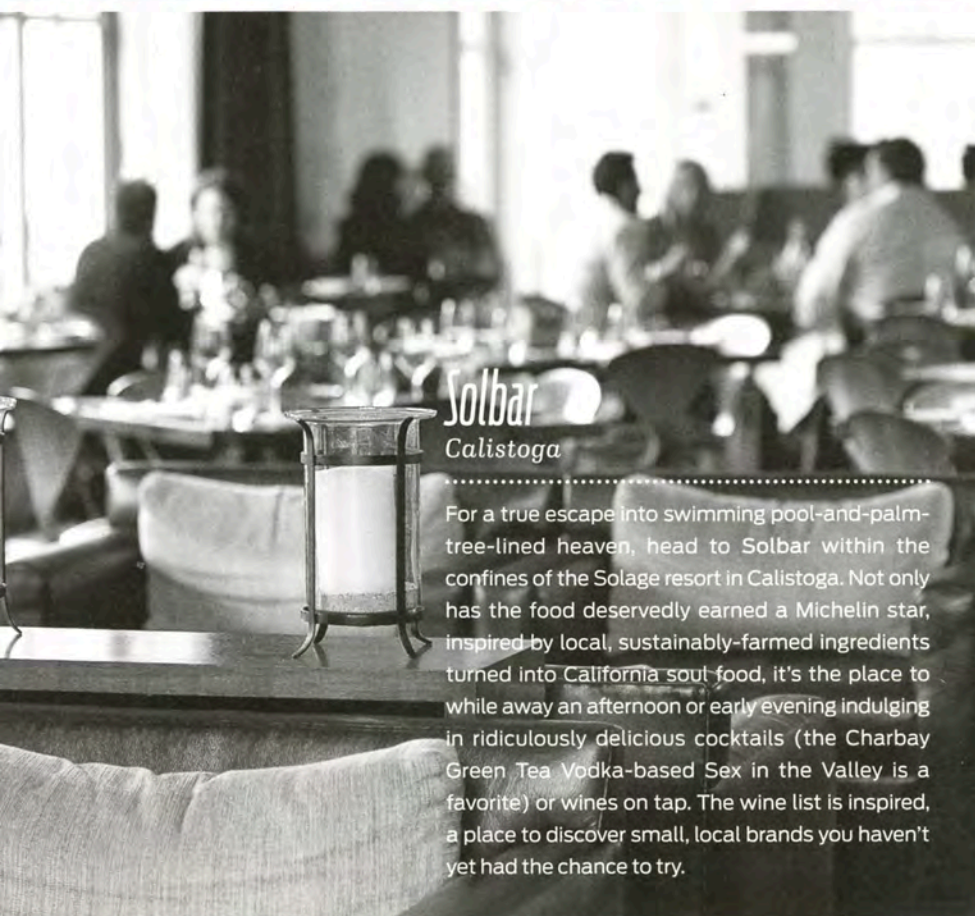 Solbar
Calistoga
For a true escape into swimming pool-and-palm-
tree-lined heaven, head to Solbar within the
confines of the Solage resort in Calistoga. Not only
has the food deservedly earned a Michelin star,
inspired by local, sustainably-farmed ingredients
turned into California soul food, it's the place to
while away an afternoon or early evening indulging
in ridiculously delicious cocktails (the Charbay
Green Tea Vodka-based Sex in the Valley is a
favorite) or wines on tap. The wine list is inspired,
a place to discover small, local brands you haven't
yet had the chance to try.